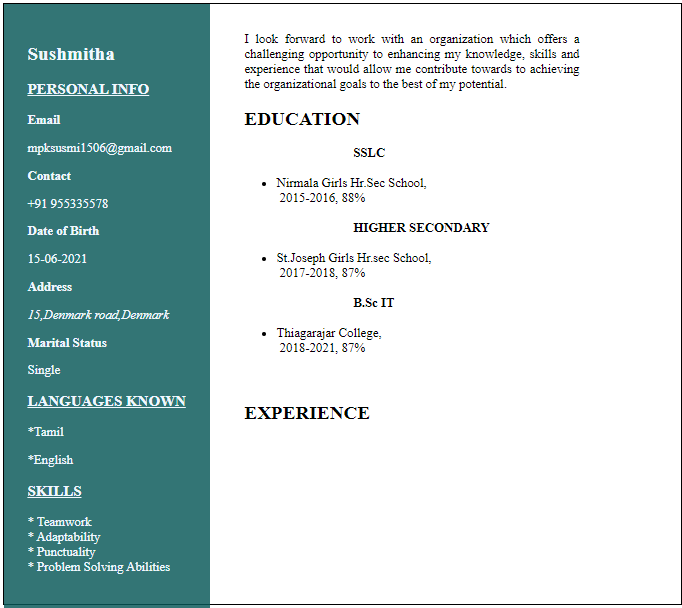 Sushmitha
PERSONAL INFO
Email
mpksusmi1506@gmail.com
Contact
+91 955335578
Date of Birth
15-06-2021
Address
15,Denmark road,Denmark
Marital Status
Single
LANGUAGES KNOWN
*Tamil
*English
SKILLS
* Teamwork
* Adaptability
* Punctuality
* Problem Solving Abilities
I look forward to work with an organization which offers a
challenging opportunity to enhancing my knowledge, skills and
experience that would allow me contribute towards to achieving
the organizational goals to the best of my potential.
EDUCATION
SSLC
• Nirmala Girls Hr.Sec School,
2015-2016, 88%
HIGHER SECONDARY
• St.Joseph Girls Hr.sec School,
2017-2018, 87%
B.Sc IT
• Thiagarajar College,
2018-2021, 87%
EXPERIENCE